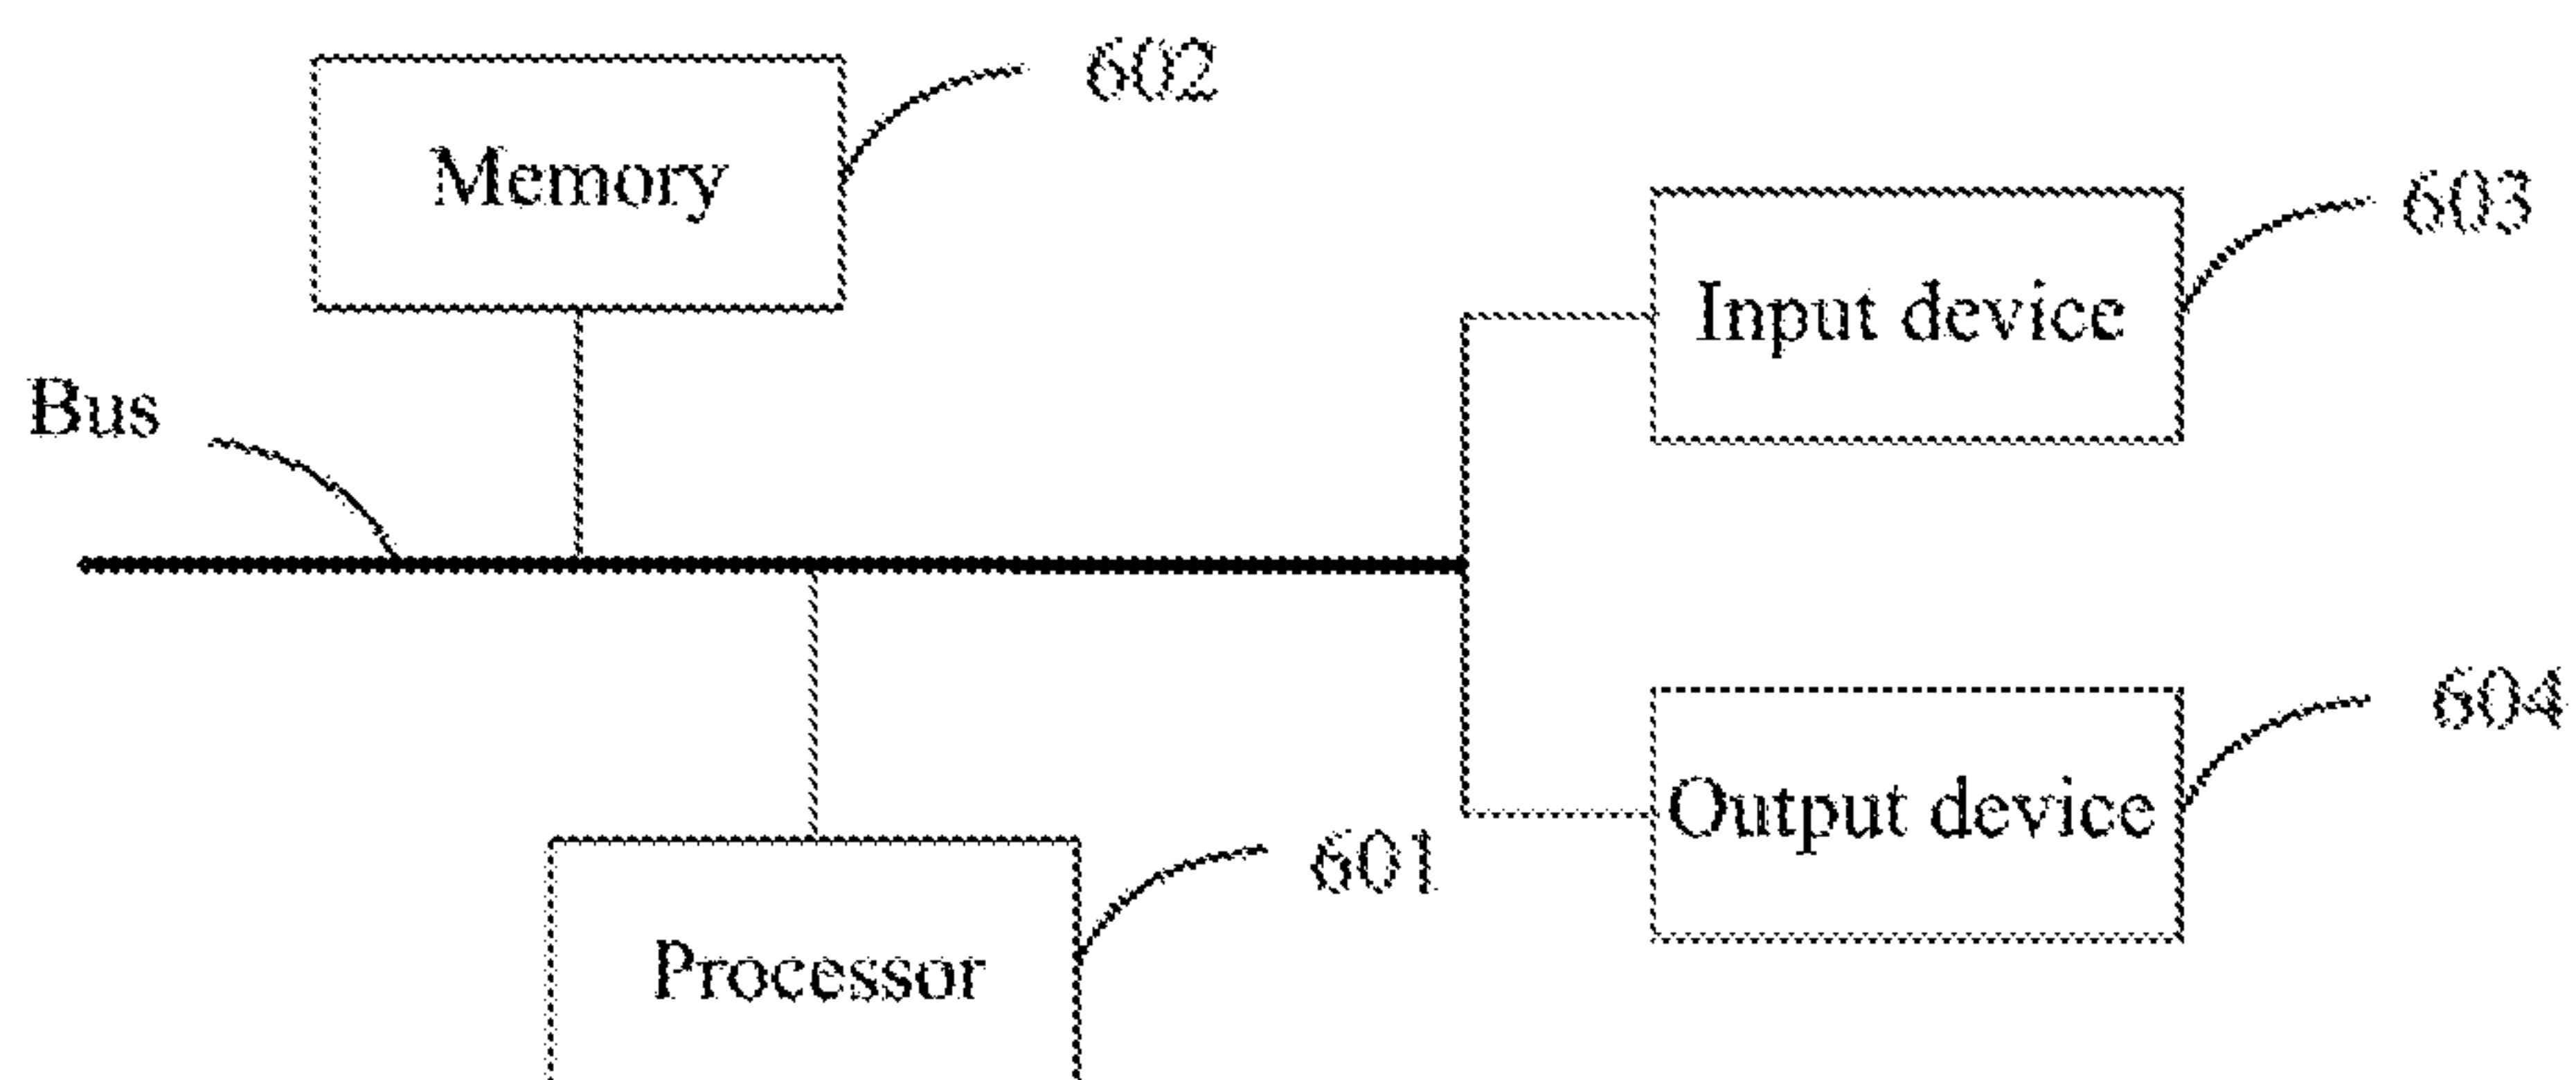 602
Memory
603
Input device
Bus
604
Output device
601
Processor